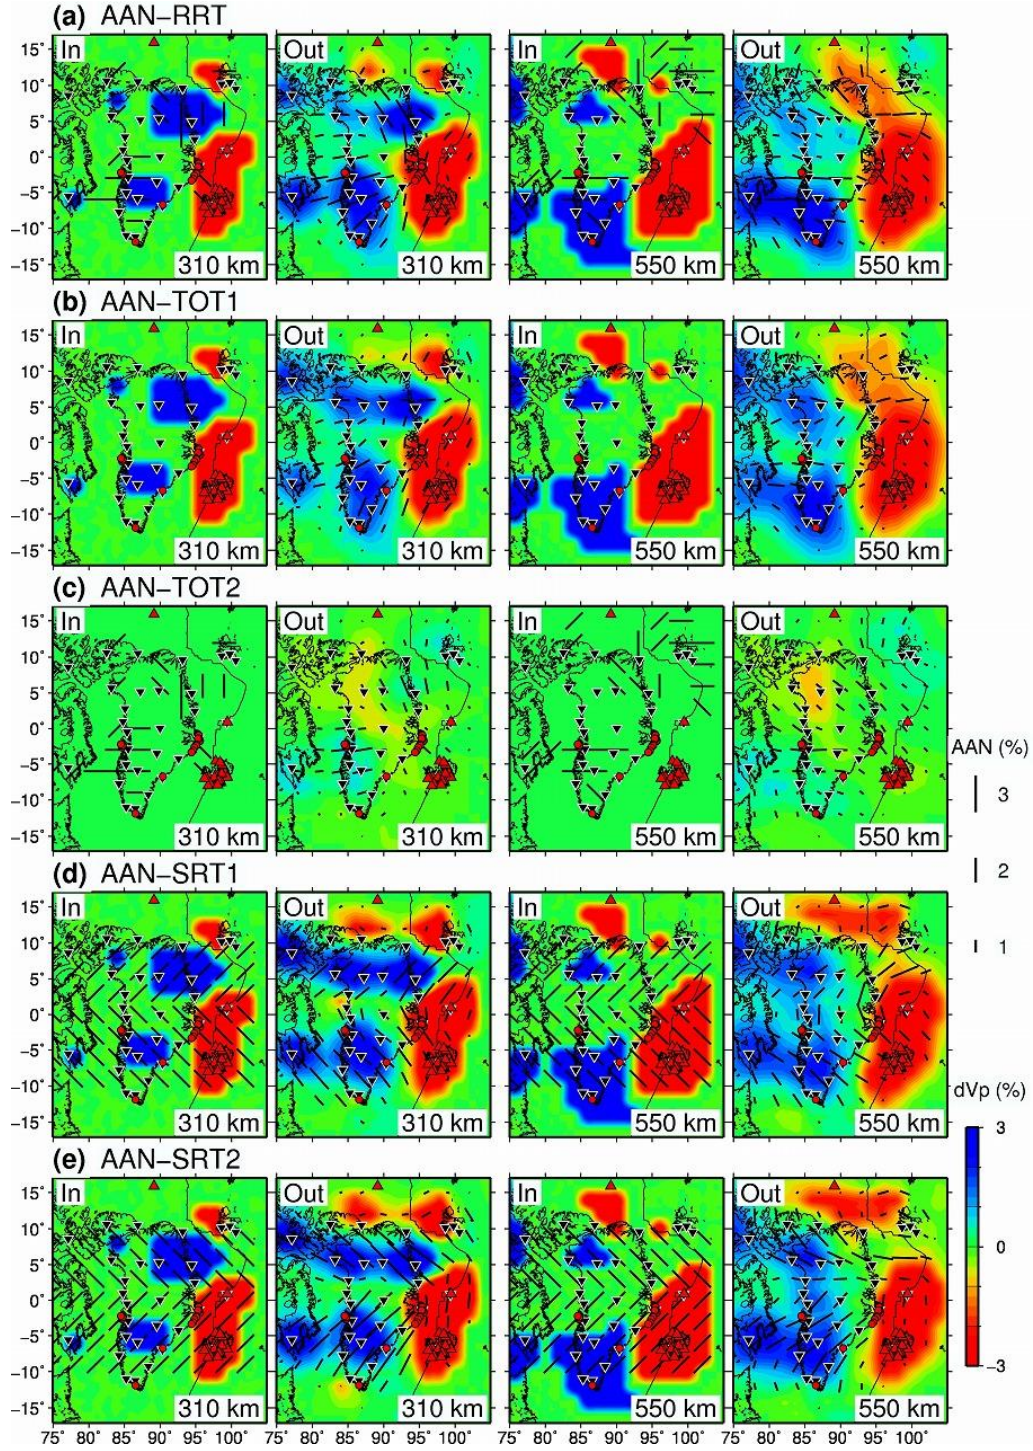 (a) AAN−RRT
In Out In Out
15°
10°
5°
0°
−5°
−10°
−15°
310 km 310 km 550 km 550 km
(b) AAN−TOT1
In Out In Out
15°
10°
5°
0°
−5°
−10°
−15°
310 km 310 km 550 km 550 km
(c) AAN−TOT2
In Out In Out
15°
10°
5°
0°
−5°
−10°
−15°
310 km 310 km 550 km 550 km
AAN (%)
3
2
1
(d) AAN−SRT1
In Out In Out
15°
10°
5°
0°
−5°
−10°
−15°
310 km 310 km 550 km 550 km
dVp (%)
3
0
−3
(e) AAN−SRT2
In Out In Out
15°
10°
5°
0°
−5°
−10°
−15°
310 km 310 km 550 km 550 km
75° 80° 85° 90° 95° 100° 75° 80° 85° 90° 95° 100° 75° 80° 85° 90° 95° 100° 75° 80° 85° 90° 95° 100°